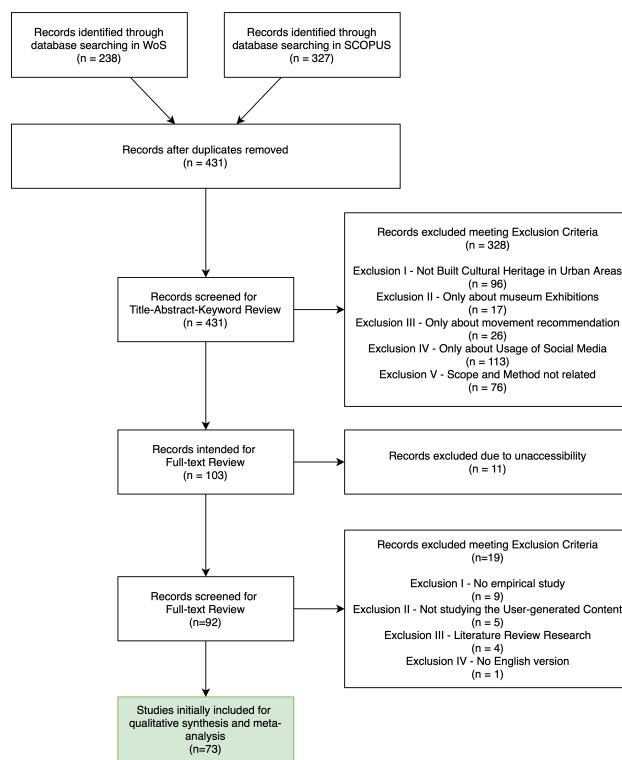 Records identified through
database searching in WoS
(n = 238)
Records identified through
database searching in SCOPUS
(n = 327)
Records after duplicates removed
(n = 431)
Records screened for
Title-Abstract-Keyword Review
(n = 431)
Records excluded meeting Exclusion Criteria
(n = 328)
Exclusion I - Not Built Cultural Heritage in Urban Areas
(n = 96)
Exclusion II - Only about museum Exhibitions
(n = 17)
Exclusion III - Only about movement recommendation
(n = 26)
Exclusion IV - Only about Usage of Social Media
(n = 113)
Exclusion V - Scope and Method not related
(n = 76)
Records intended for
Full-text Review
(n = 103)
Records excluded due to unaccessibility
(n = 11)
Records screened for
Full-text Review
(n=92)
Records excluded meeting Exclusion Criteria
(n=19)
Exclusion I - No empirical study
(n = 9)
Exclusion II - Not studying the User-generated Content
(n = 5)
Exclusion III - Literature Review Research
(n = 4)
Exclusion IV - No English version
(n = 1)
Studies initially included for
qualitative synthesis and meta-
analysis
(n=73)